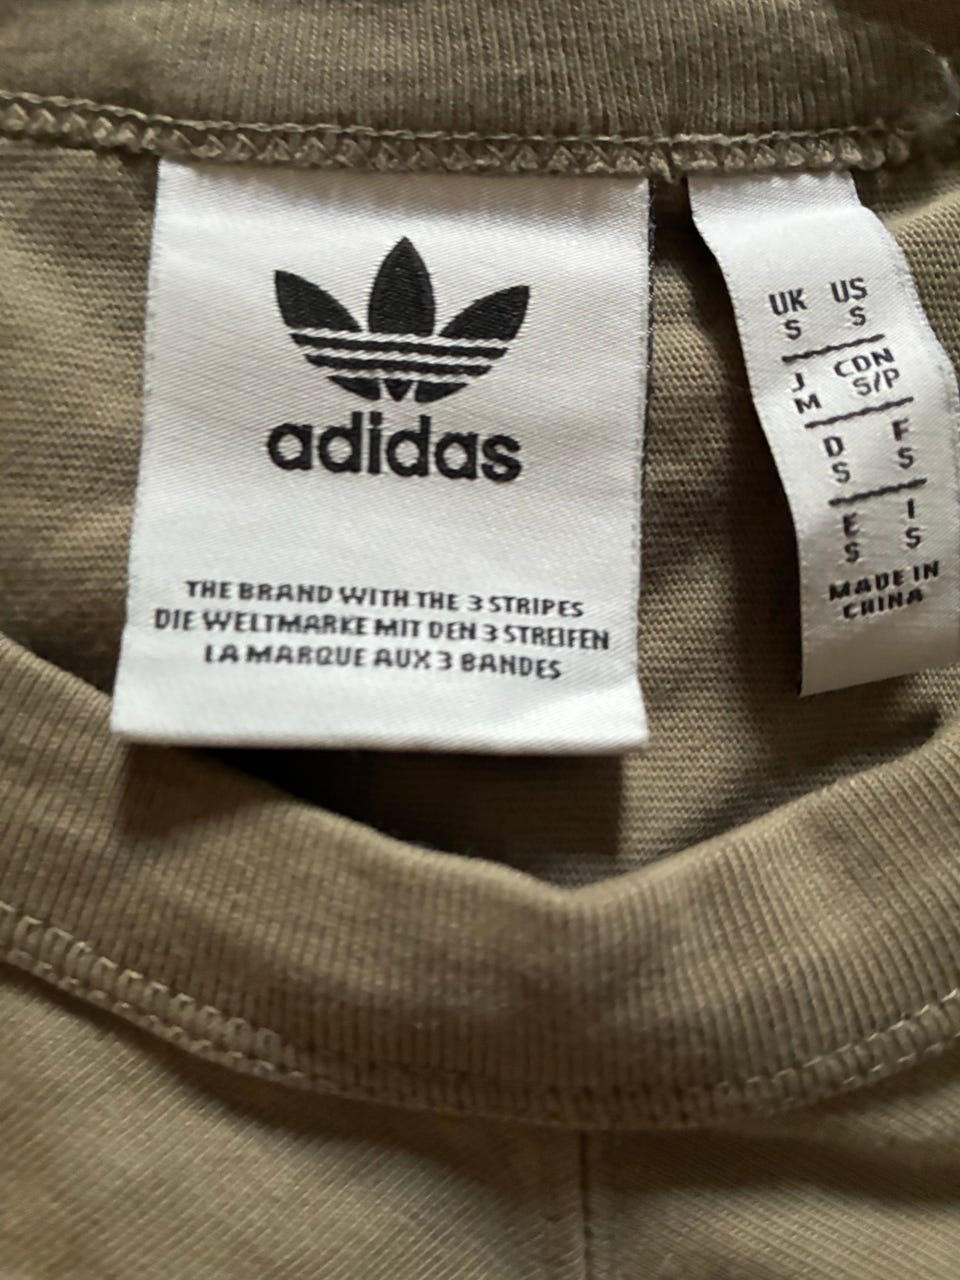 adidas
THE BRAND WITH THE 3 STRIPES
DIE WELTMARKE MIT DEN 3 STREIFEN
LA MARQUE AUX 3 BANDES
UK US
S S
J CDN
M S/P
D F
S S
E I
S S
MADE IN
CHINA